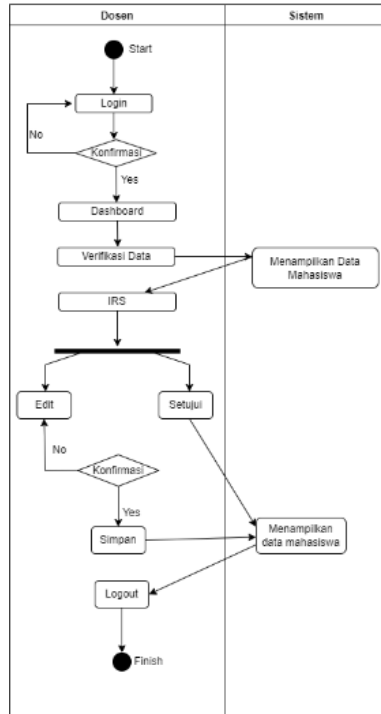 Dosen
Sistem
Start
Login
No
Konfirmasi
Yes
Dashboard
Verifikasi Data
Menampilkan Data
Mahasiswa
IRS
Edit
Setujui
No
Konfirmasi
Yes
Simpan
Menampilkan
data mahasiswa
Logout
Finish